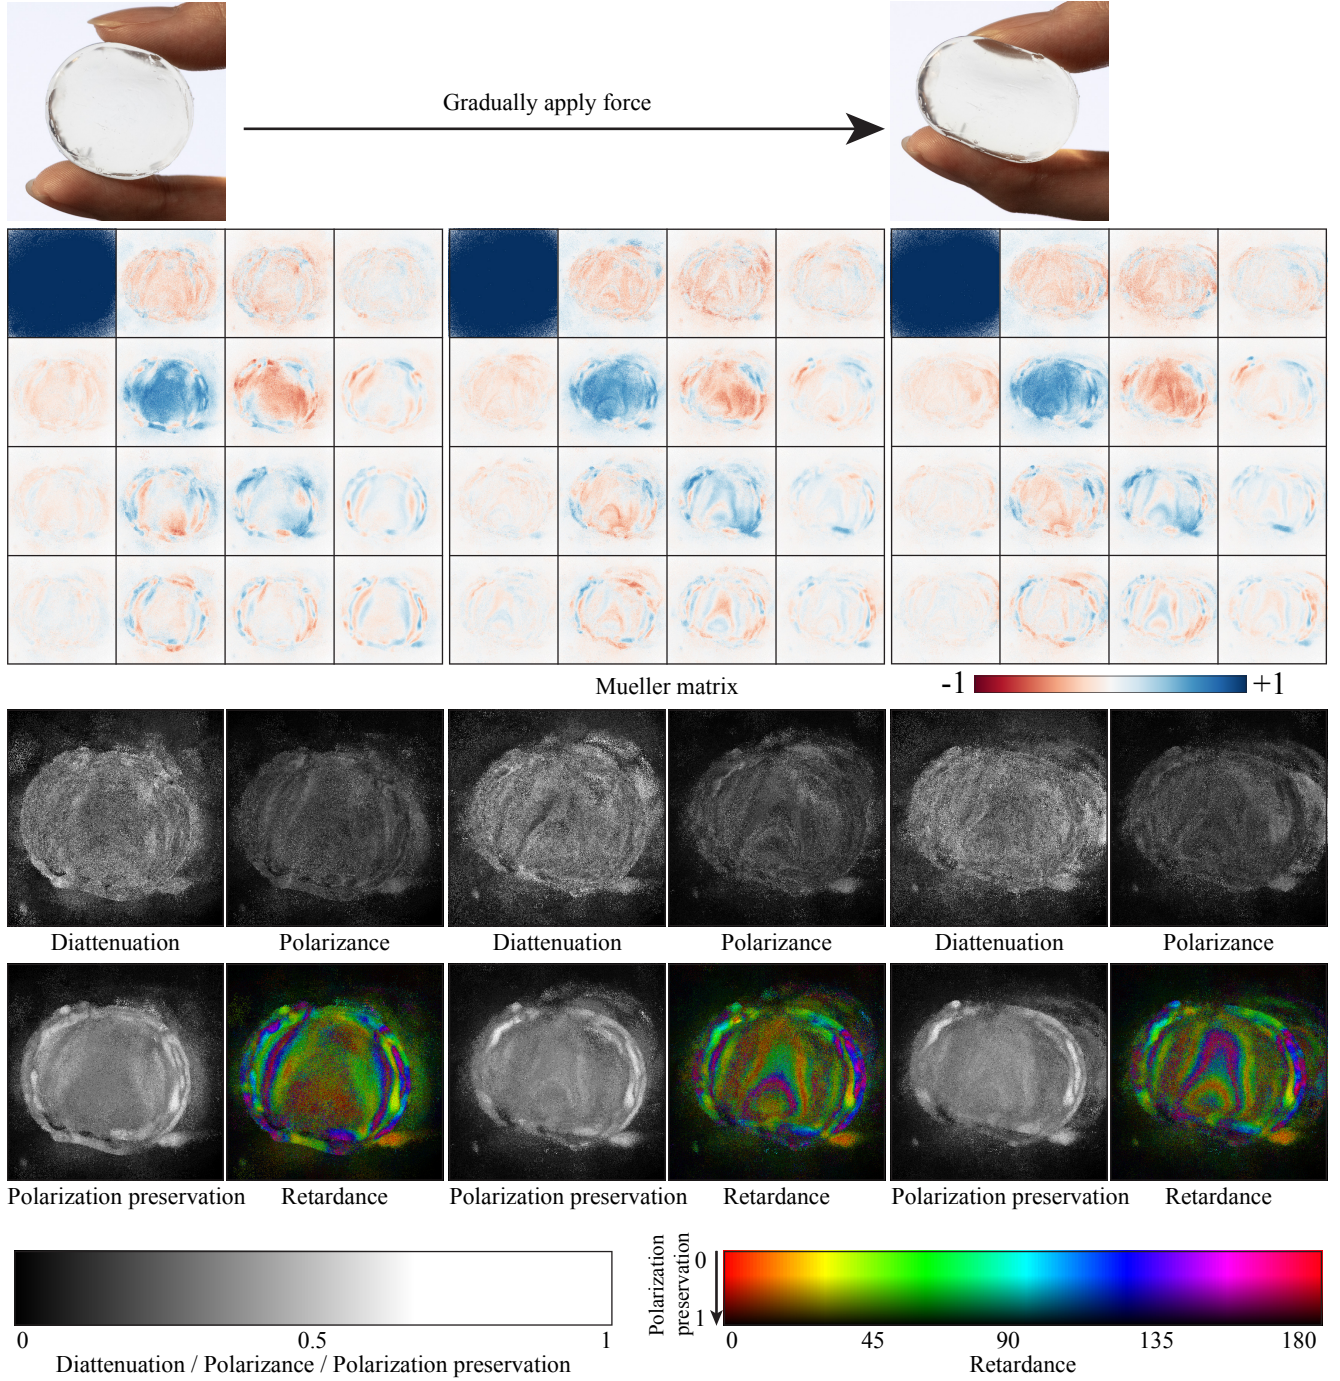 Gradually apply force
Mueller matrix
-1
+1
Diattenuation
Polarizance
Diattenuation
Polarizance
Diattenuation
Polarizance
Polarization preservation
Retardance
Polarization preservation
Retardance
Polarization preservation
Retardance
0
0.5
1
Diattenuation / Polarizance / Polarization preservation
Polarization
preservation
0
1
0
45
90
135
180
Retardance